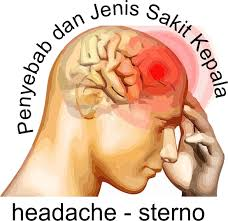 Penyebab dan Jenis Sakit Kepala
headache - sterno